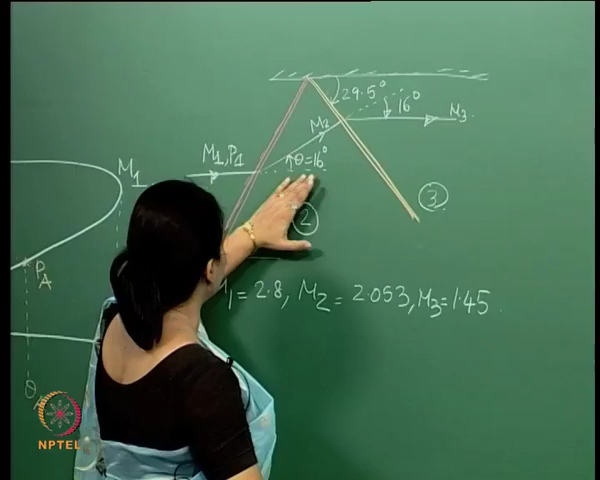 29.5°
16°
M3
M2
M1, P1
θ=16°
M1
3
2
PA
M1 = 2.8, M2 = 2.053, M3 = 1.45
θ
NPTEL